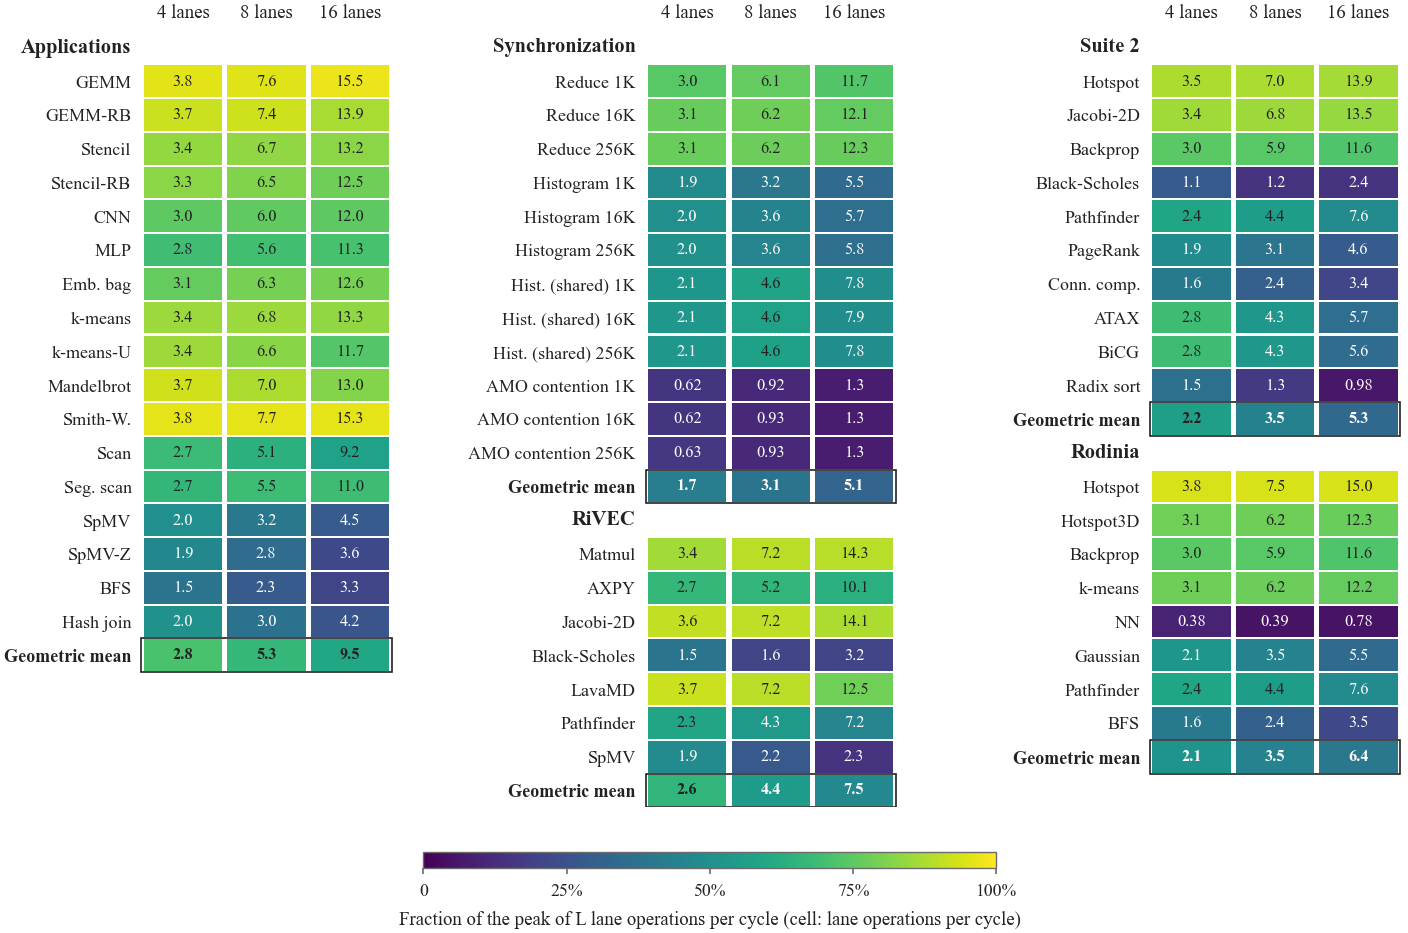 4 lanes 8 lanes 16 lanes
Applications
GEMM 3.8 7.6 15.5
GEMM-RB 3.7 7.4 13.9
Stencil 3.4 6.7 13.2
Stencil-RB 3.3 6.5 12.5
CNN 3.0 6.0 12.0
MLP 2.8 5.6 11.3
Emb. bag 3.1 6.3 12.6
k-means 3.4 6.8 13.3
k-means-U 3.4 6.6 11.7
Mandelbrot 3.7 7.0 13.0
Smith-W. 3.8 7.7 15.3
Scan 2.7 5.1 9.2
Seg. scan 2.7 5.5 11.0
SpMV 2.0 3.2 4.5
SpMV-Z 1.9 2.8 3.6
BFS 1.5 2.3 3.3
Hash join 2.0 3.0 4.2
Geometric mean 2.8 5.3 9.5
4 lanes 8 lanes 16 lanes
Synchronization
Reduce 1K 3.0 6.1 11.7
Reduce 16K 3.1 6.2 12.1
Reduce 256K 3.1 6.2 12.3
Histogram 1K 1.9 3.2 5.5
Histogram 16K 2.0 3.6 5.7
Histogram 256K 2.0 3.6 5.8
Hist. (shared) 1K 2.1 4.6 7.8
Hist. (shared) 16K 2.1 4.6 7.9
Hist. (shared) 256K 2.1 4.6 7.8
AMO contention 1K 0.62 0.92 1.3
AMO contention 16K 0.62 0.93 1.3
AMO contention 256K 0.63 0.93 1.3
Geometric mean 1.7 3.1 5.1
RiVEC
Matmul 3.4 7.2 14.3
AXPY 2.7 5.2 10.1
Jacobi-2D 3.6 7.2 14.1
Black-Scholes 1.5 1.6 3.2
LavaMD 3.7 7.2 12.5
Pathfinder 2.3 4.3 7.2
SpMV 1.9 2.2 2.3
Geometric mean 2.6 4.4 7.5
4 lanes 8 lanes 16 lanes
Suite 2
Hotspot 3.5 7.0 13.9
Jacobi-2D 3.4 6.8 13.5
Backprop 3.0 5.9 11.6
Black-Scholes 1.1 1.2 2.4
Pathfinder 2.4 4.4 7.6
PageRank 1.9 3.1 4.6
Conn. comp. 1.6 2.4 3.4
ATAX 2.8 4.3 5.7
BiCG 2.8 4.3 5.6
Radix sort 1.5 1.3 0.98
Geometric mean 2.2 3.5 5.3
Rodinia
Hotspot 3.8 7.5 15.0
Hotspot3D 3.1 6.2 12.3
Backprop 3.0 5.9 11.6
k-means 3.1 6.2 12.2
NN 0.38 0.39 0.78
Gaussian 2.1 3.5 5.5
Pathfinder 2.4 4.4 7.6
BFS 1.6 2.4 3.5
Geometric mean 2.1 3.5 6.4
0 25% 50% 75% 100%
Fraction of the peak of L lane operations per cycle (cell: lane operations per cycle)